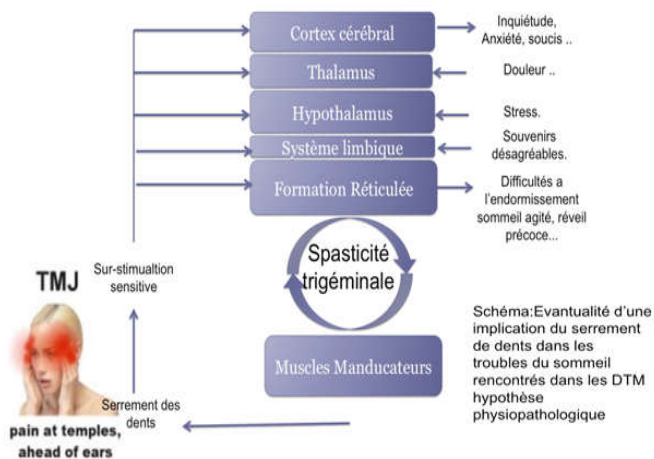 Cortex cérébral
Inquiétude,
Anxiété, soucis ..
Thalamus
Douleur ..
Hypothalamus
Stress.
Système limbique
Souvenirs
désagréables.
Formation Réticulée
Difficultés a
l'endormissement
sommeil agité, réveil
précoce...
Spasticité
trigéminale
TMJ
Sur-stimualtion
sensitive
Muscles Manducateurs
Schéma:Evantualité d'une
implication du serrement
de dents dans les
troubles du sommeil
rencontrés dans les DTM
hypothèse
physiopathologique
Serrement des
dents
pain at temples,
ahead of ears